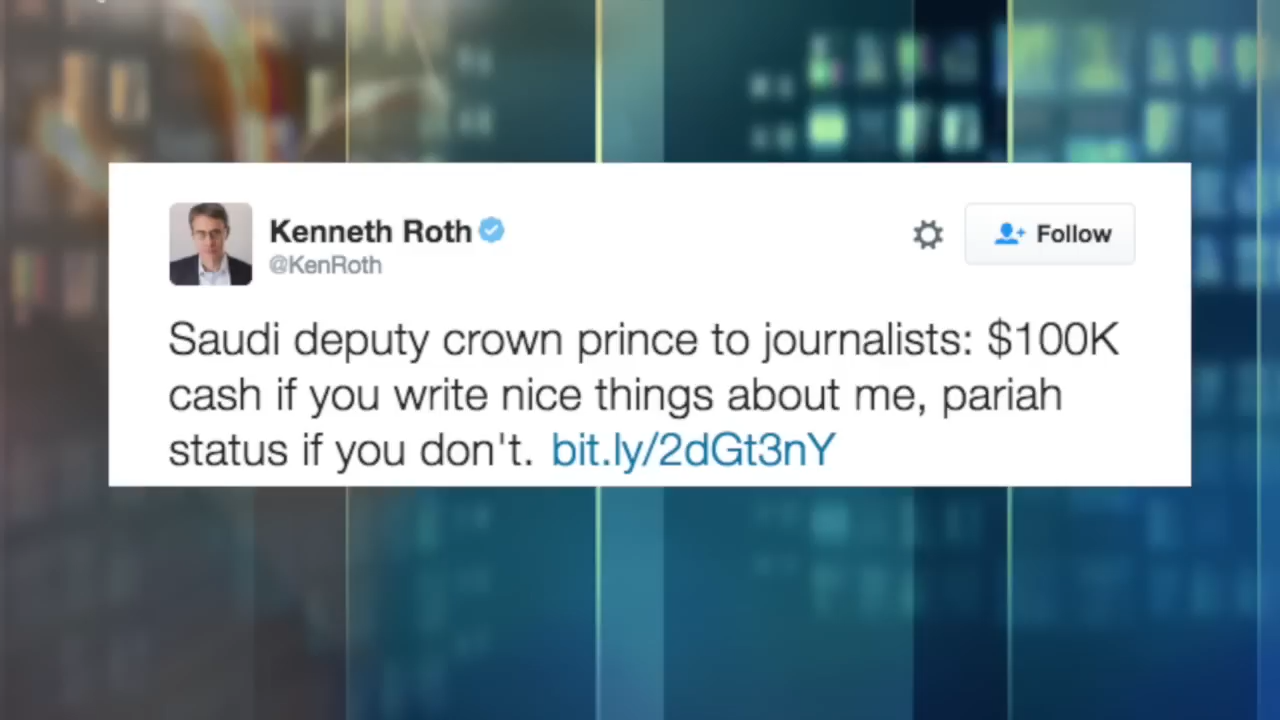 Kenneth Roth
@KenRoth
Follow
Saudi deputy crown prince to journalists: $100K
cash if you write nice things about me, pariah
status if you don't. bit.ly/2dGt3nY